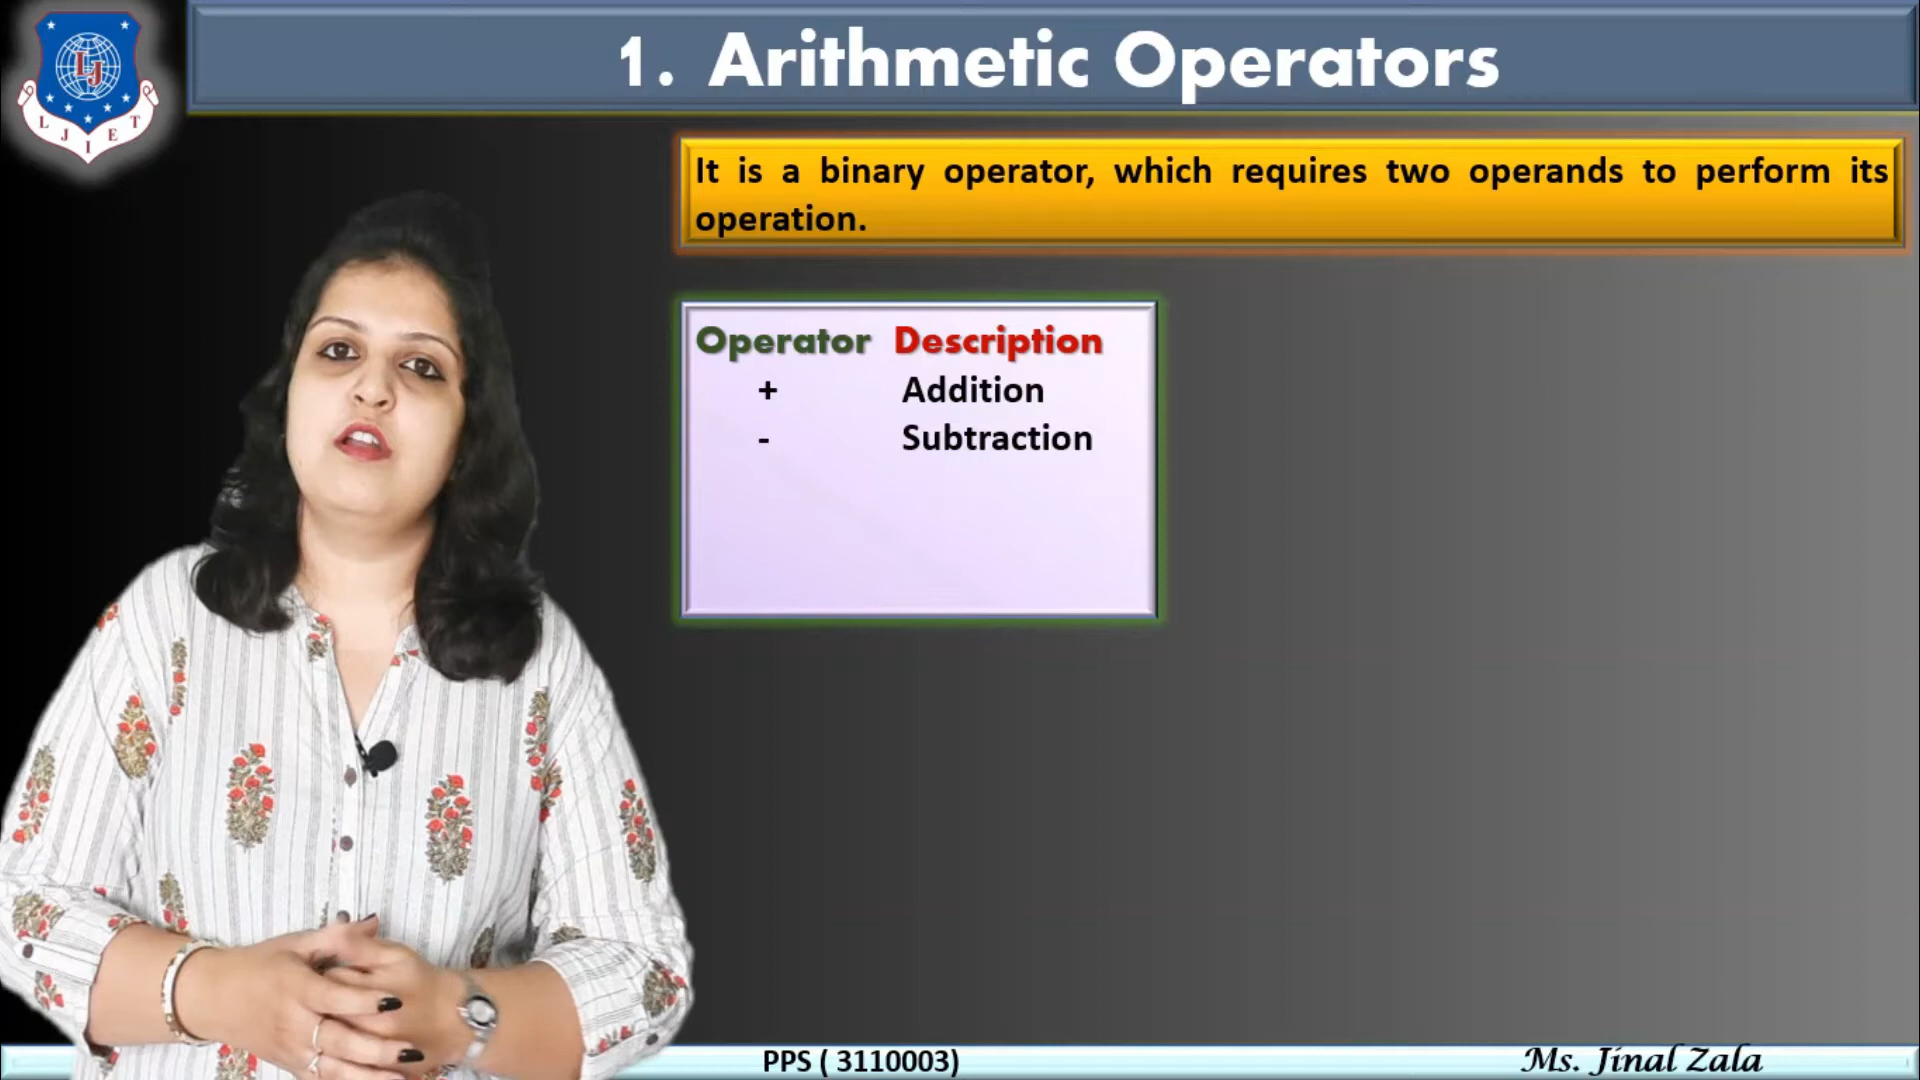 1. Arithmetic Operators
LJ
L J I E T
It is a binary operator, which requires two operands to perform its
operation.
Operator Description
+ Addition
- Subtraction
PPS ( 3110003)
Ms. Jinal Zala